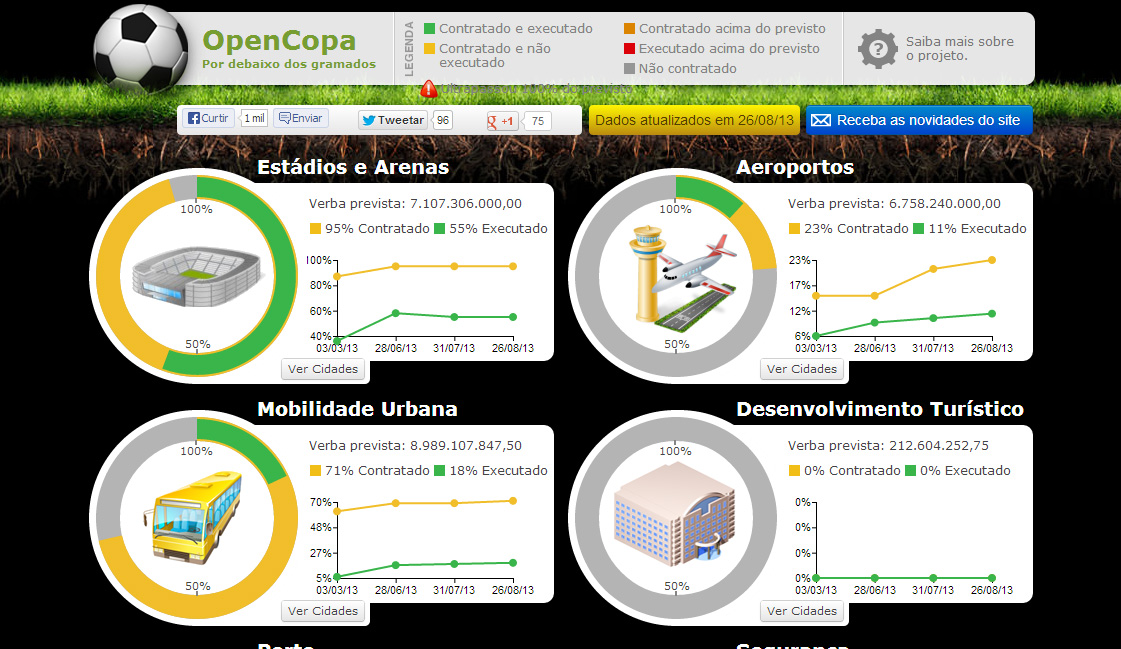 OpenCopa
Por debaixo dos gramados
LEGENDA
Contratado e executado
Contratado e não
executado
Contratado acima do previsto
Executado acima do previsto
Não contratado
?
Saiba mais sobre
o projeto.
Curtir
1 mil
Enviar
Tweetar
96
g +1
75
Dados atualizados em 26/08/13
Receba as novidades do site
Estádios e Arenas
Verba prevista: 7.107.306.000,00
95% Contratado 55% Executado
100%
50%
100%
80%
60%
40%
03/03/13 28/06/13 31/07/13 26/08/13
Ver Cidades
Aeroportos
Verba prevista: 6.758.240.000,00
23% Contratado 11% Executado
100%
50%
23%
17%
12%
6%
03/03/13 28/06/13 31/07/13 26/08/13
Ver Cidades
Mobilidade Urbana
Verba prevista: 8.989.107.847,50
71% Contratado 18% Executado
100%
50%
70%
48%
27%
5%
03/03/13 28/06/13 31/07/13 26/08/13
Ver Cidades
Desenvolvimento Turístico
Verba prevista: 212.604.252,75
0% Contratado 0% Executado
100%
50%
0%
0%
0%
0%
03/03/13 28/06/13 31/07/13 26/08/13
Ver Cidades
Porto
Segurança